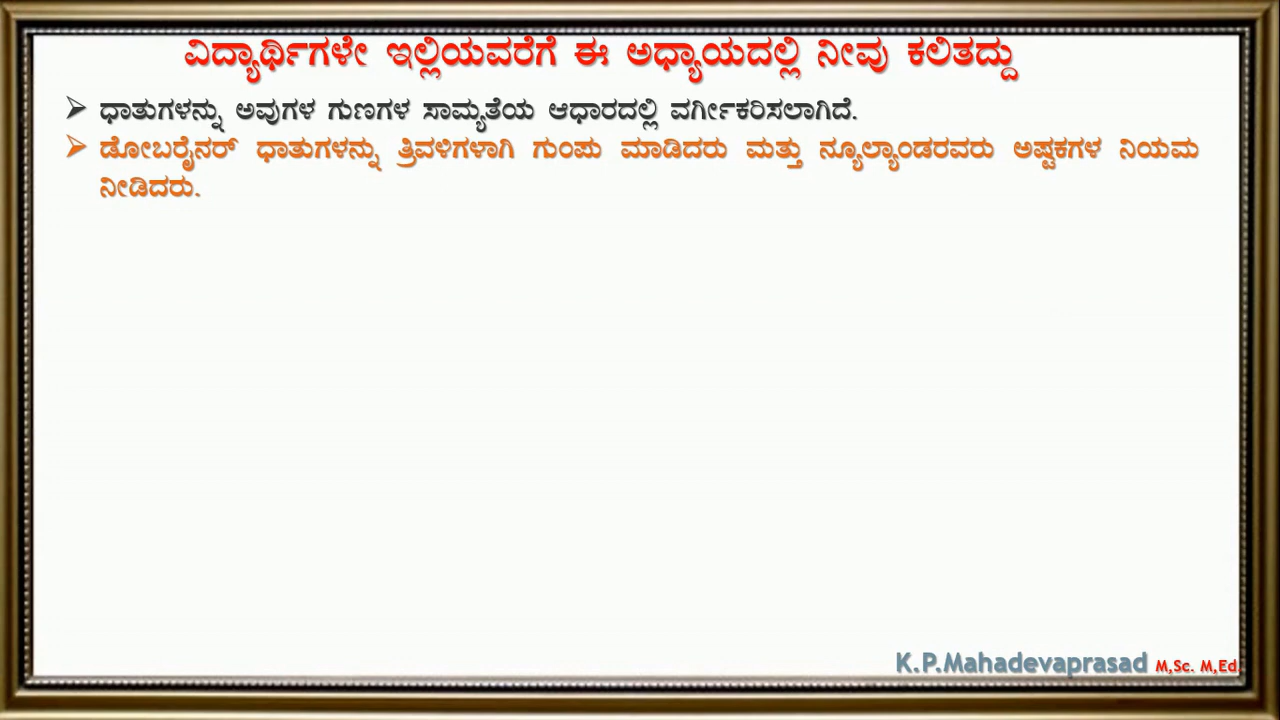 ವಿದ್ಯಾರ್ಥಿಗಳೇ ಇಲ್ಲಿಯವರೆಗೆ ಈ ಅಧ್ಯಾಯದಲ್ಲಿ ನೀವು ಕಲಿತದ್ದು
➢ ಧಾತುಗಳನ್ನು ಅವುಗಳ ಗುಣಗಳ ಸಾಮ್ಯತೆಯ ಆಧಾರದಲ್ಲಿ ವರ್ಗೀಕರಿಸಲಾಗಿದೆ.
➢ ಡೋಬರೈನರ್ ಧಾತುಗಳನ್ನು ತ್ರಿವಳಿಗಳಾಗಿ ಗುಂಪು ಮಾಡಿದರು ಮತ್ತು ನ್ಯೂಲ್ಯಾಂಡರವರು ಅಷ್ಟಕಗಳ ನಿಯಮ
ನೀಡಿದರು.
K.P.Mahadevaprasad M,Sc. M,Ed.